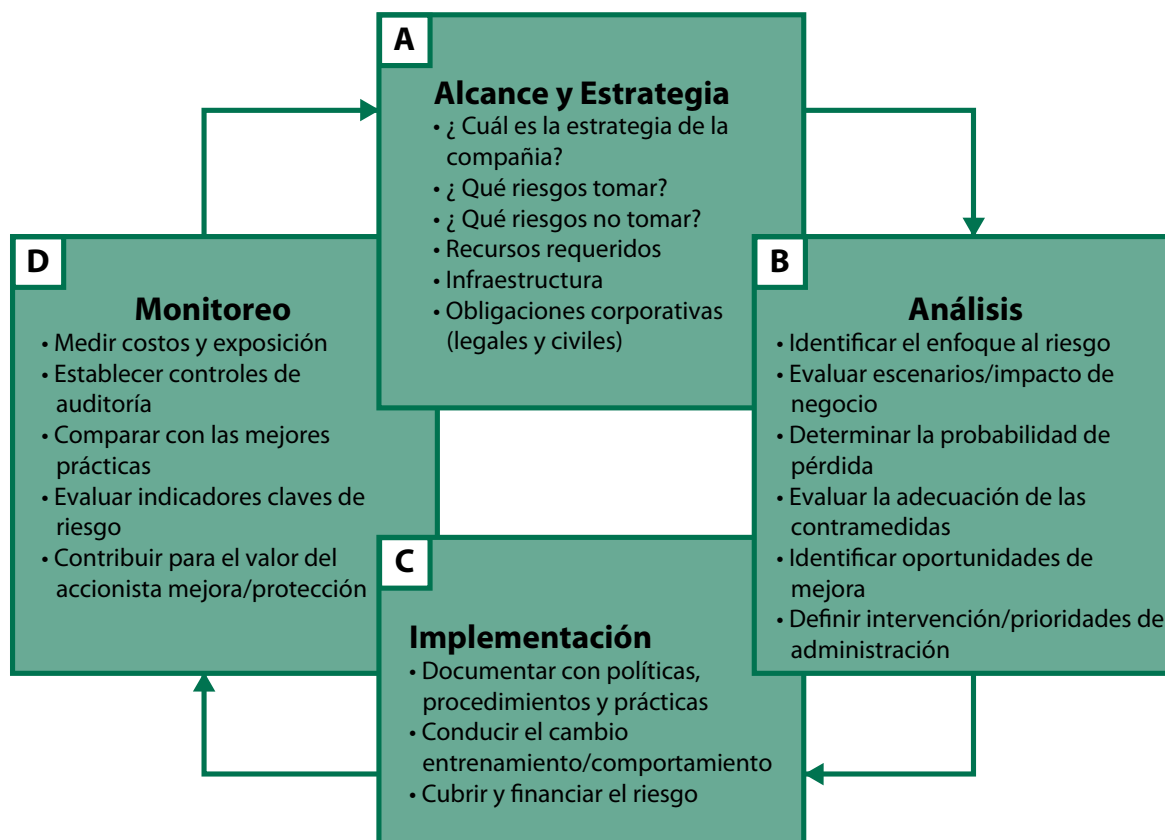 A
Alcance y Estrategia
• ¿ Cuál es la estrategia de la
compañia?
• ¿ Qué riesgos tomar?
• ¿ Qué riesgos no tomar?
• Recursos requeridos
• Infraestructura
• Obligaciones corporativas
(legales y civiles)
B
Análisis
• Identificar el enfoque al riesgo
• Evaluar escenarios/impacto de
negocio
• Determinar la probabilidad de
pérdida
• Evaluar la adecuación de las
contramedidas
• Identificar oportunidades de
mejora
• Definir intervención/prioridades de
administración
C
Implementación
• Documentar con políticas,
procedimientos y prácticas
• Conducir el cambio
entrenamiento/comportamiento
• Cubrir y financiar el riesgo
D
Monitoreo
• Medir costos y exposición
• Establecer controles de
auditoría
• Comparar con las mejores
prácticas
• Evaluar indicadores claves de
riesgo
• Contribuir para el valor del
accionista mejora/protección